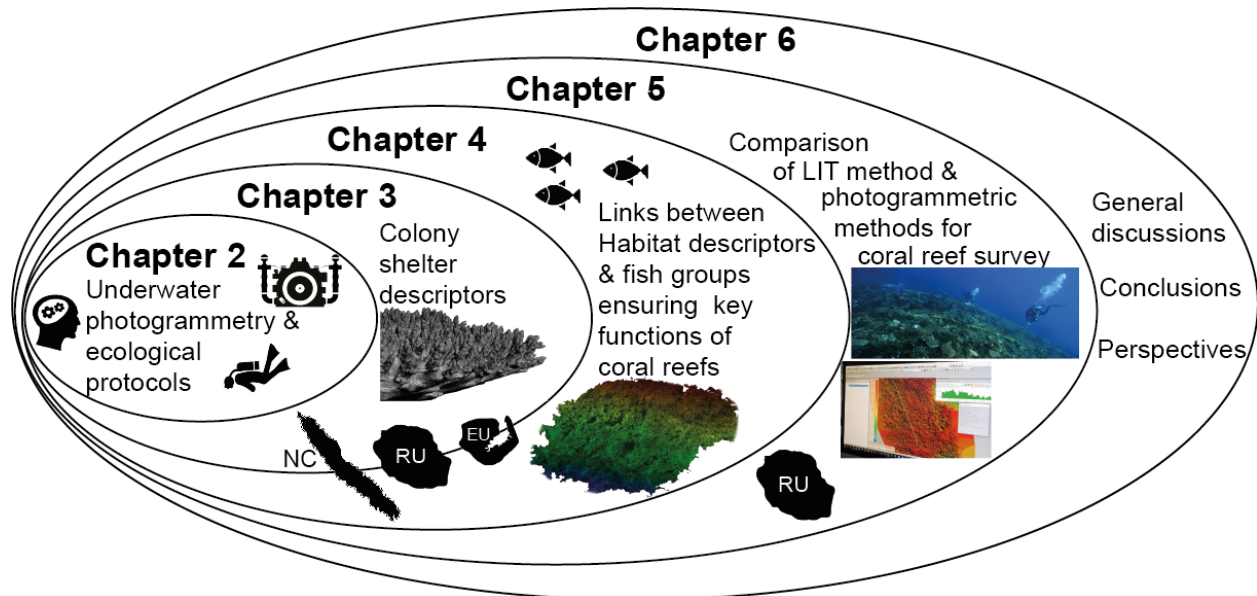 Chapter 6
Chapter 5
Chapter 4
Chapter 3
Chapter 2
Underwater
photogrammetry &
ecological
protocols
Colony
shelter
descriptors
Links between
Habitat descriptors
& fish groups
ensuring key
functions of
coral reefs
Comparison
of LIT method &
photogrammetric
methods for
coral reef survey
General
discussions
Conclusions
Perspectives
NC
RU
EU
RU